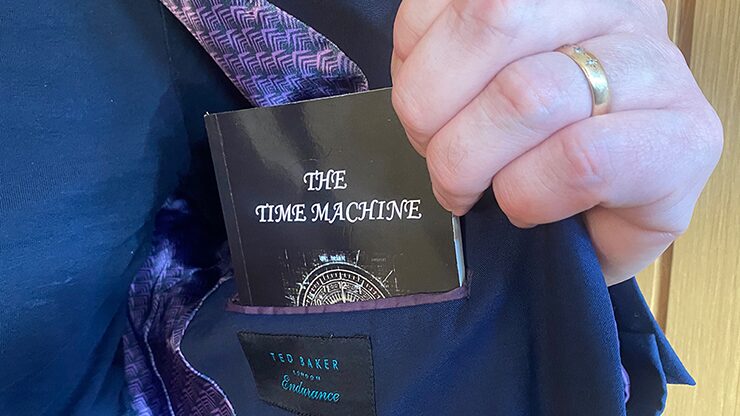 THE
TIME MACHINE
TED BAKER
LONDON
Endurance